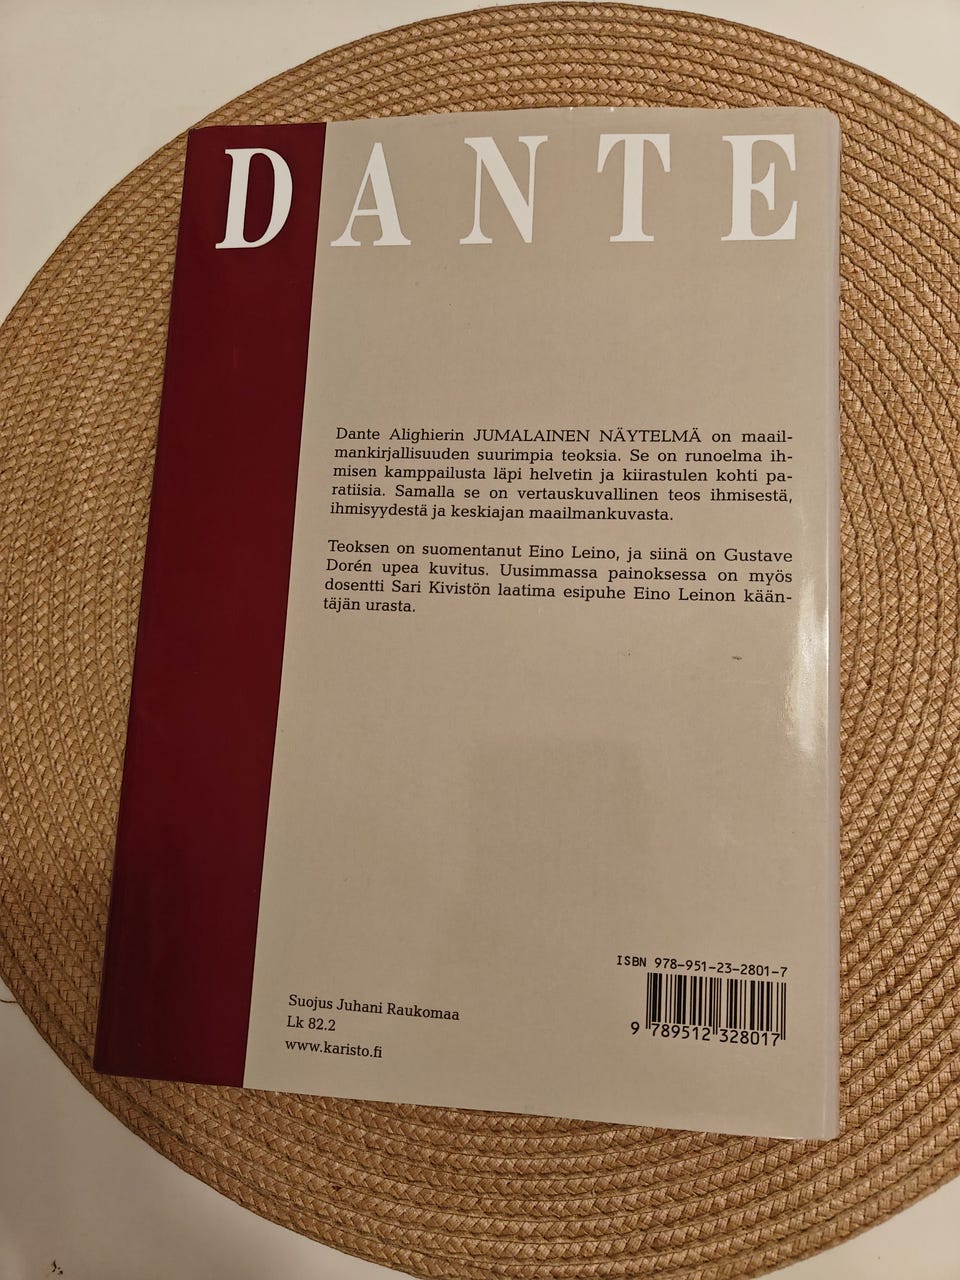 DANTE
Dante Alighierin JUMALAINEN NÄYTELMÄ on maail-
mankirjallisuuden suurimpia teoksia. Se on runoelma ih-
misen kamppailusta läpi helvetin ja kiirastulen kohti pa-
ratiisia. Samalla se on vertauskuvallinen teos ihmisestä,
ihmisyydestä ja keskiajan maailmankuvasta.
Teoksen on suomentanut Eino Leino, ja siinä on Gustave
Dorén upea kuvitus. Uusimmassa painoksessa on myös
dosentti Sari Kivistön laatima esipuhe Eino Leinon kään-
täjän urasta.
ISBN 978-951-23-2801-7
9 789512 328017
Suojus Juhani Raukomaa
Lk 82.2
www.karisto.fi